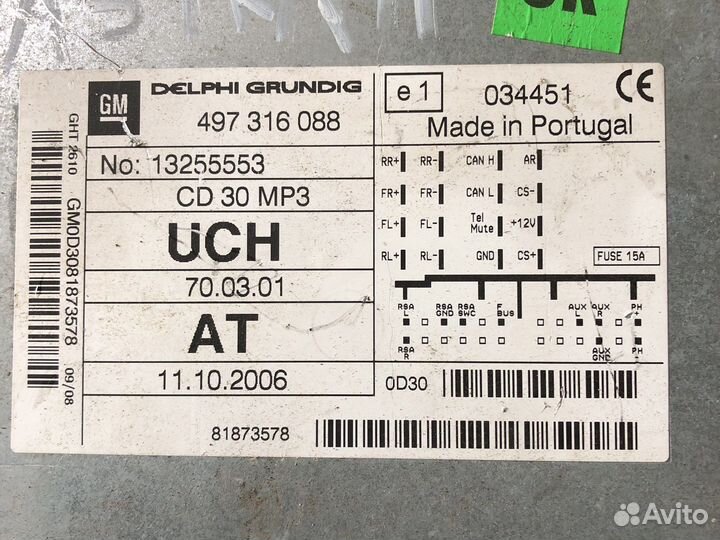 OK
GM
DELPHI GRUNDIG
497 316 088
No: 13255553
CD 30 MP3
UCH
70.03.01
AT
11.10.2006
81873578
GHT 2610
GM0D3081873578
09/08
e1
034451
CE
Made in Portugal
RR+ RR- CAN H AR
FR+ FR- CAN L CS-
FL+ FL- Tel Mute +12V
RL+ RL- GND CS+
FUSE 15A
RSA L RSA GND RSA SWC F BUS AUX L AUX R PH +
RSA R AUX GND PH -
0D30
Avito